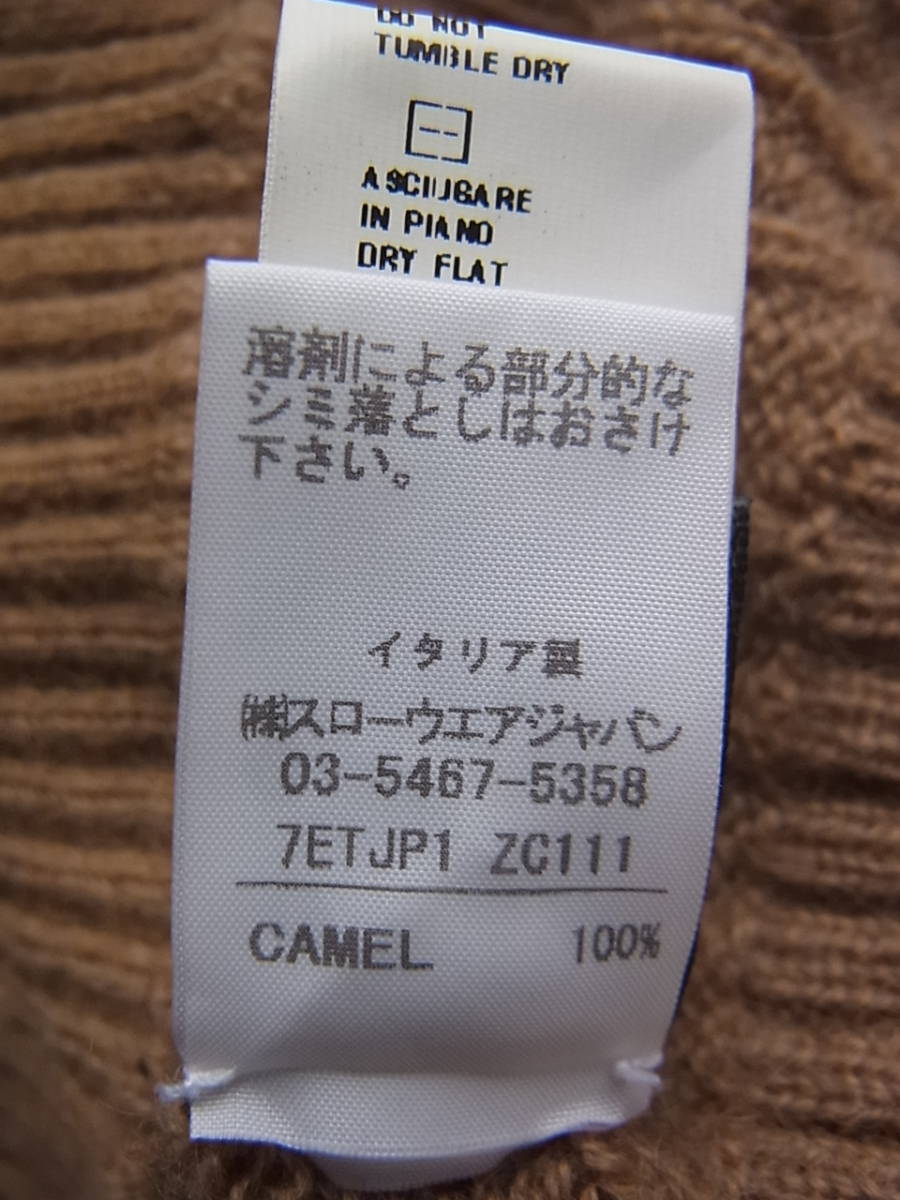 DO NOT
TUMBLE DRY
ASCIUGARE
IN PIANO
DRY FLAT
溶剤による部分的な
シミ落としはおさけ
下さい。
イタリア製
㈱スローウエアジャパン
03-5467-5358
7ETJP1 ZC111
CAMEL 100%